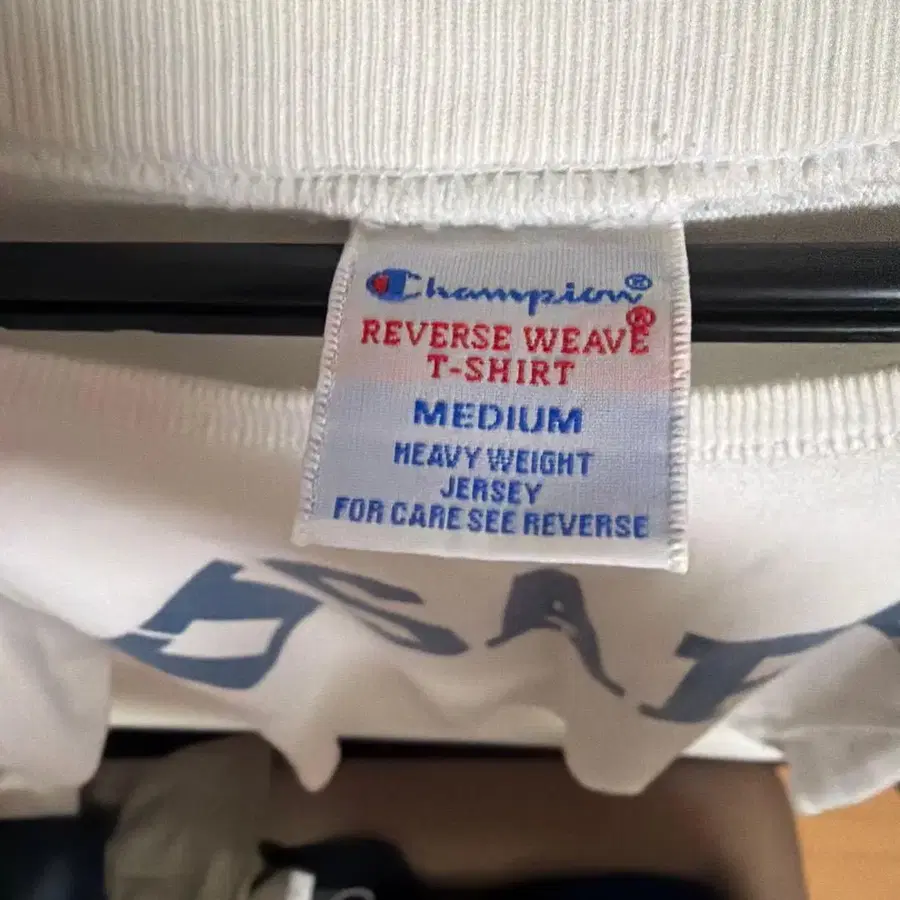 Champion®
REVERSE WEAVE®
T-SHIRT
MEDIUM
HEAVY WEIGHT
JERSEY
FOR CARE SEE REVERSE